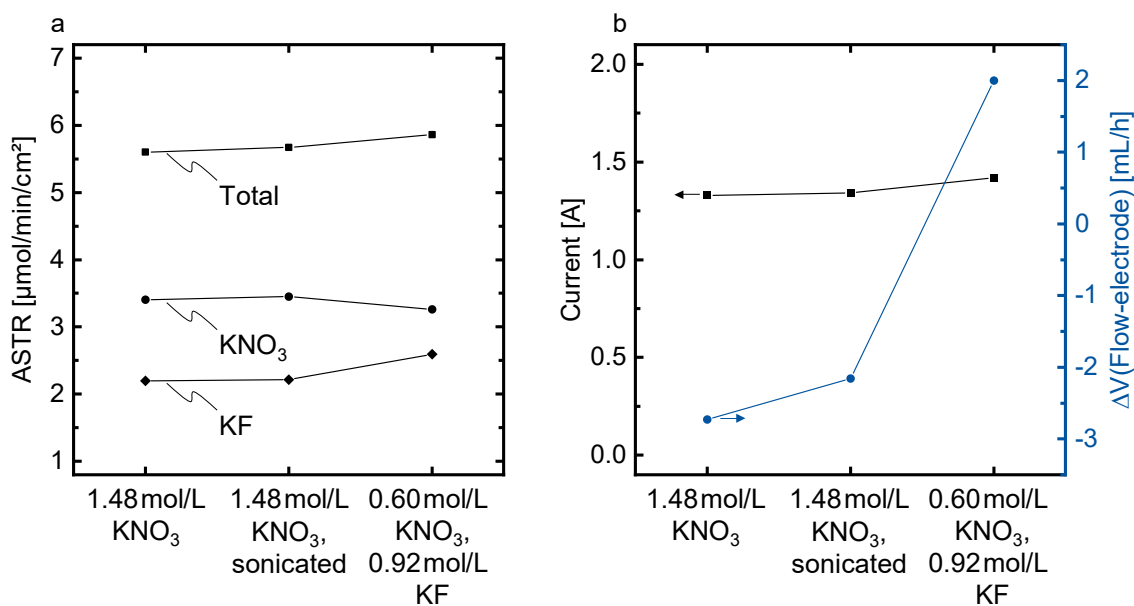 a
ASTR [µmol/min/cm²]
7
6
5
4
3
2
1
Total
KNO₃
KF
1.48 mol/L
KNO₃
1.48 mol/L
KNO₃,
sonicated
0.60 mol/L
KNO₃,
0.92 mol/L
KF
b
Current [A]
2.0
1.5
1.0
0.5
0.0
2
1
0
-1
-2
-3
ΔV(Flow-electrode) [mL/h]
1.48 mol/L
KNO₃
1.48 mol/L
KNO₃,
sonicated
0.60 mol/L
KNO₃,
0.92 mol/L
KF